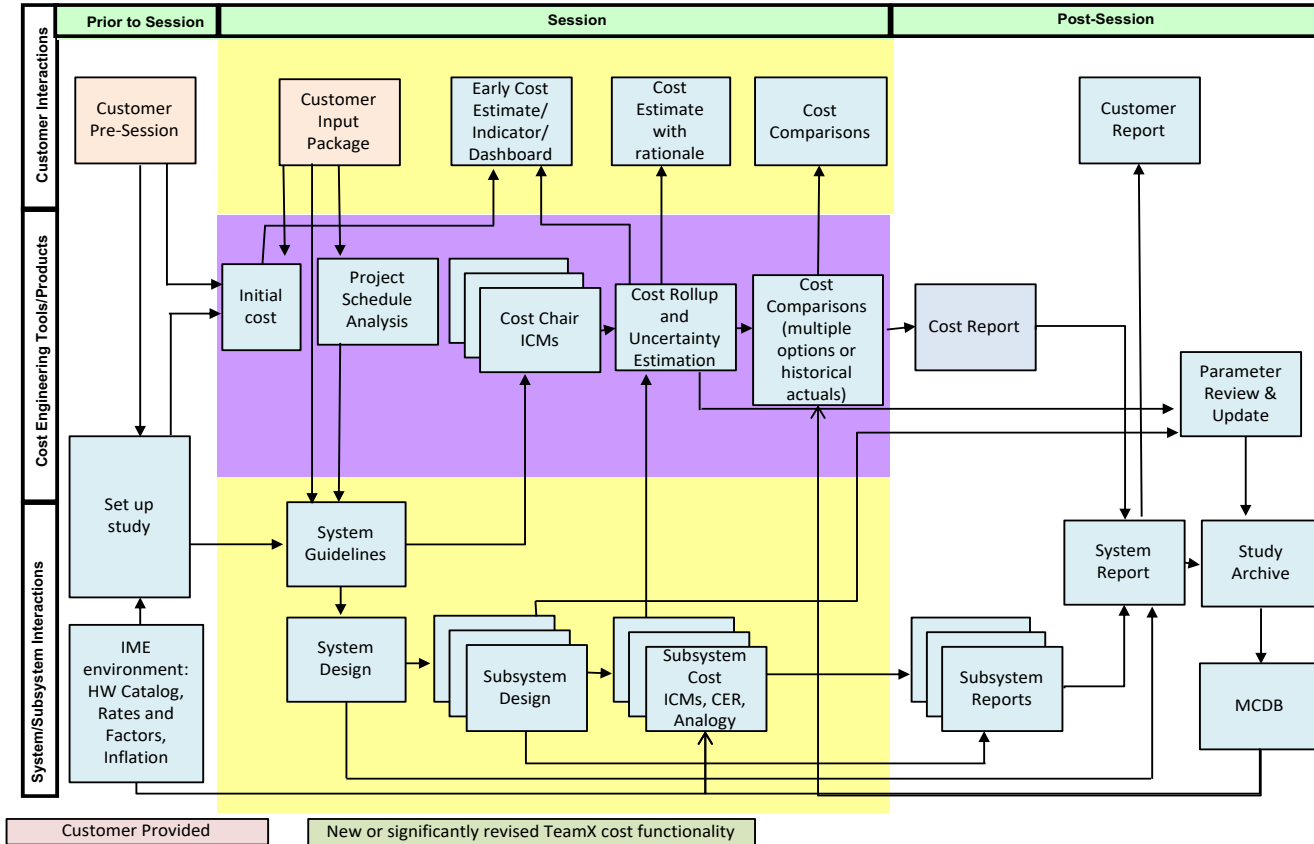 Prior to Session
Session
Post-Session
Customer Interactions
Customer
Pre-Session
Customer
Input
Package
Early Cost
Estimate/
Indicator/
Dashboard
Cost
Estimate
with
rationale
Cost
Comparisons
Customer
Report
Cost Engineering Tools/Products
Initial
cost
Project
Schedule
Analysis
Cost Chair
ICMs
Cost Rollup
and
Uncertainty
Estimation
Cost
Comparisons
(multiple
options or
historical
actuals)
Cost Report
Parameter
Review &
Update
System/Subsystem Interactions
Set up
study
System
Guidelines
System
Report
Study
Archive
IME
environment:
HW Catalog,
Rates and
Factors,
Inflation
System
Design
Subsystem
Design
Subsystem
Cost
ICMs, CER,
Analogy
Subsystem
Reports
MCDB
Customer Provided
New or significantly revised TeamX cost functionality